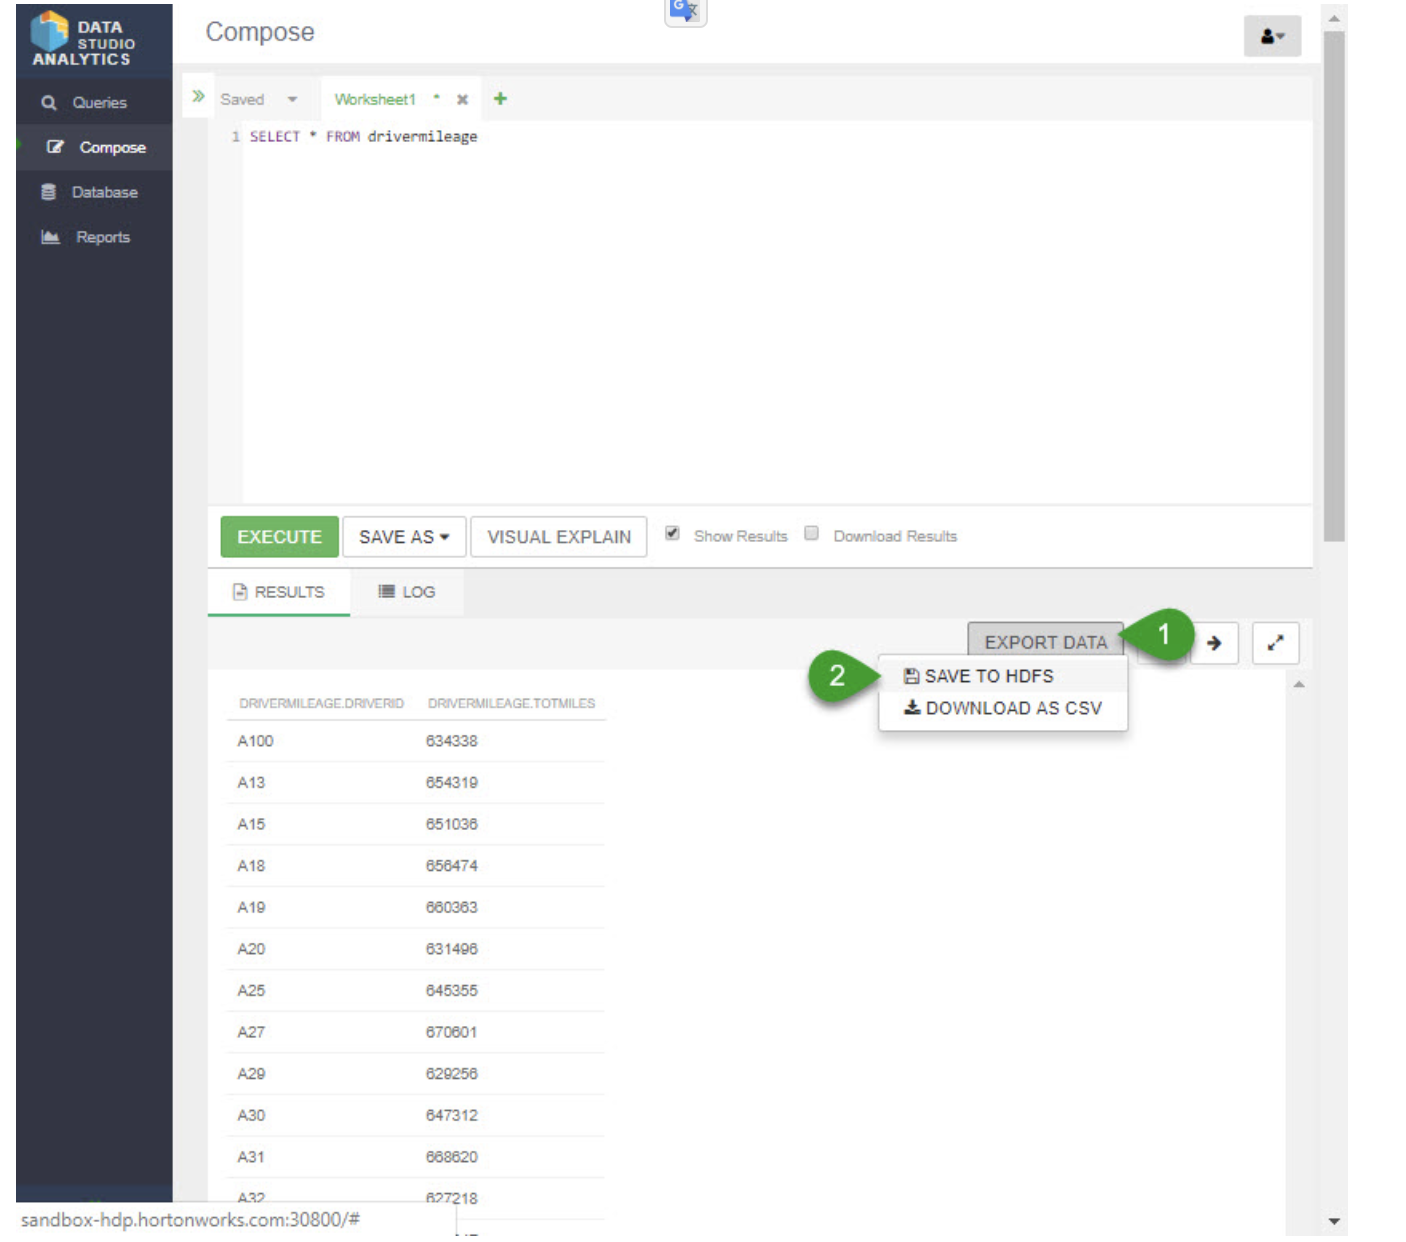 DATA
STUDIO
ANALYTICS
Compose
G
Queries
Compose
Database
Reports
Saved
Worksheet1 *
1 SELECT * FROM drivermileage
EXECUTE
SAVE AS
VISUAL EXPLAIN
Show Results
Download Results
RESULTS
LOG
EXPORT DATA
1
2
SAVE TO HDFS
DOWNLOAD AS CSV
DRIVERMILEAGE.DRIVERID DRIVERMILEAGE.TOTMILES
A100 634338
A13 654319
A15 651036
A18 656474
A19 660363
A20 631496
A25 645355
A27 670601
A29 629256
A30 647312
A31 668620
A32 627218
sandbox-hdp.hortonworks.com:30800/#